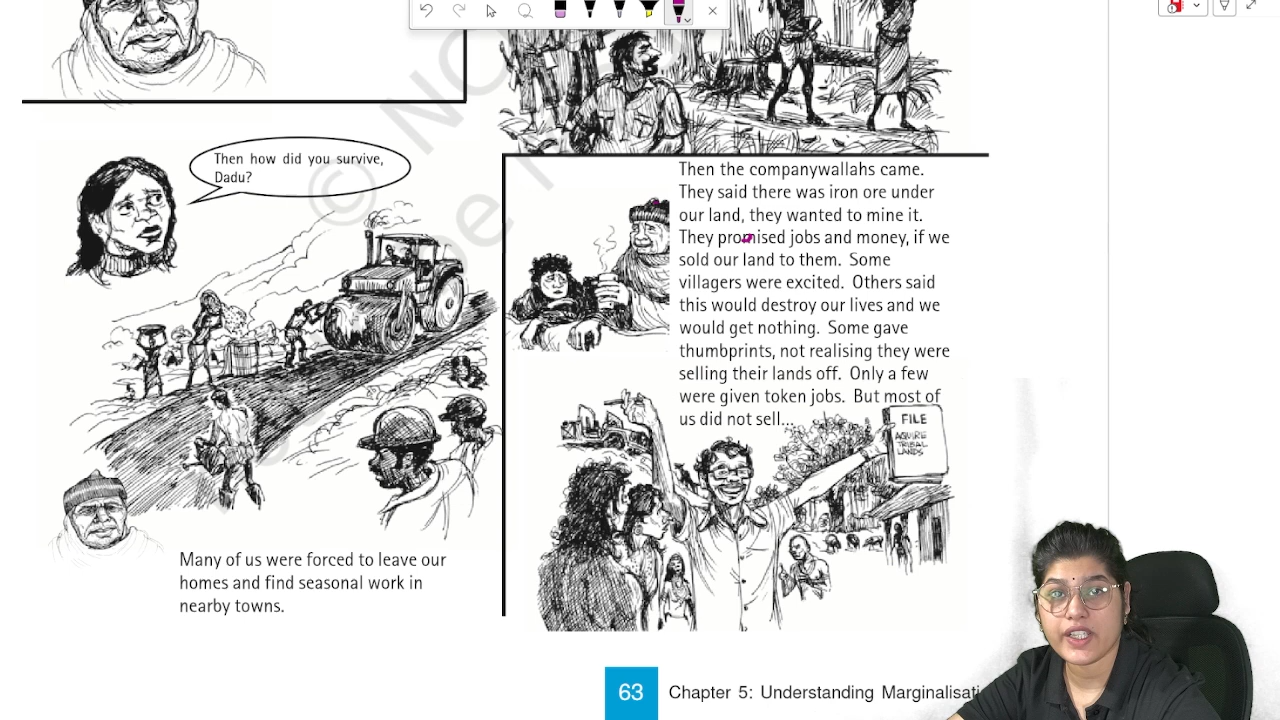 Then how did you survive,
Dadu?
Many of us were forced to leave our
homes and find seasonal work in
nearby towns.
Then the companywallahs came.
They said there was iron ore under
our land, they wanted to mine it.
They promised jobs and money, if we
sold our land to them. Some
villagers were excited. Others said
this would destroy our lives and we
would get nothing. Some gave
thumbprints, not realising they were
selling their lands off. Only a few
were given token jobs. But most of
us did not sell...
FILE
AQUIRE
TRIBAL
LANDS
63 Chapter 5: Understanding